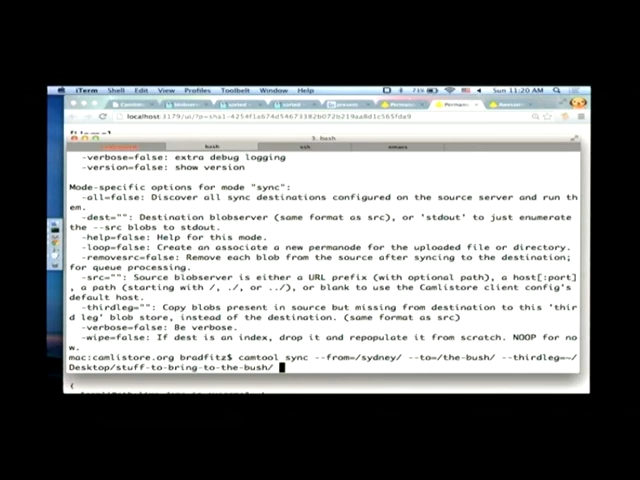 iTerm Shell Edit View Profiles Toolbelt Window Help
Sun 11:20 AM
3. bash
bash ssh emacs
-verbose=false: extra debug logging
-version=false: show version
Mode-specific options for mode "sync":
-all=false: Discover all sync destinations configured on the source server and run th
em.
-dest="": Destination blobserver (same format as src), or 'stdout' to just enumerate
the --src blobs to stdout.
-help=false: Help for this mode.
-loop=false: Create an associate a new permanode for the uploaded file or directory.
-removesrc=false: Remove each blob from the source after syncing to the destination;
for queue processing.
-src="": Source blobserver is either a URL prefix (with optional path), a host[:port]
, a path (starting with /, ./, or ../), or blank to use the Camlistore client config's
default host.
-thirdleg="": Copy blobs present in source but missing from destination to this 'thir
d leg' blob store, instead of the destination. (same format as src)
-verbose=false: Be verbose.
-wipe=false: If dest is an index, drop it and repopulate it from scratch. NOOP for no
w.
mac:camlistore.org bradfitz$ camtool sync --from=/sydney/ --to=/the-bush/ --thirdleg=~/
Desktop/stuff-to-bring-to-the-bush/
{